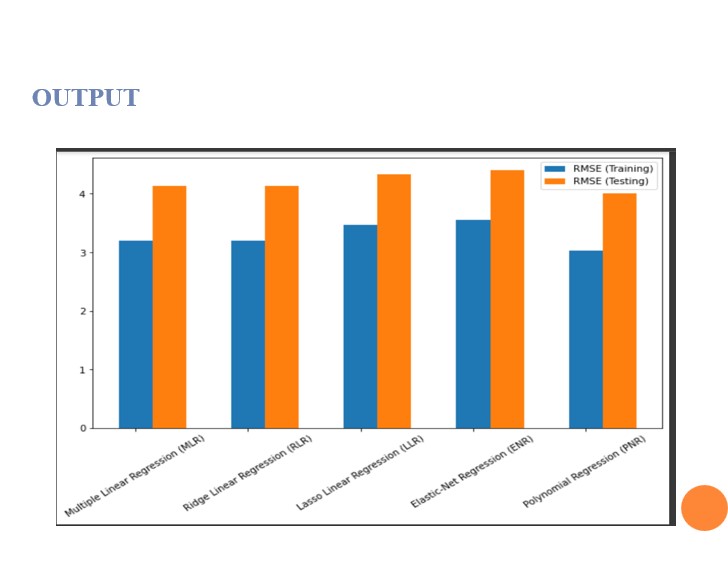 OUTPUT
RMSE (Training)
RMSE (Testing)
4
3
2
1
0
Multiple Linear Regression (MLR)
Ridge Linear Regression (RLR)
Lasso Linear Regression (LLR)
Elastic-Net Regression (ENR)
Polynomial Regression (PNR)